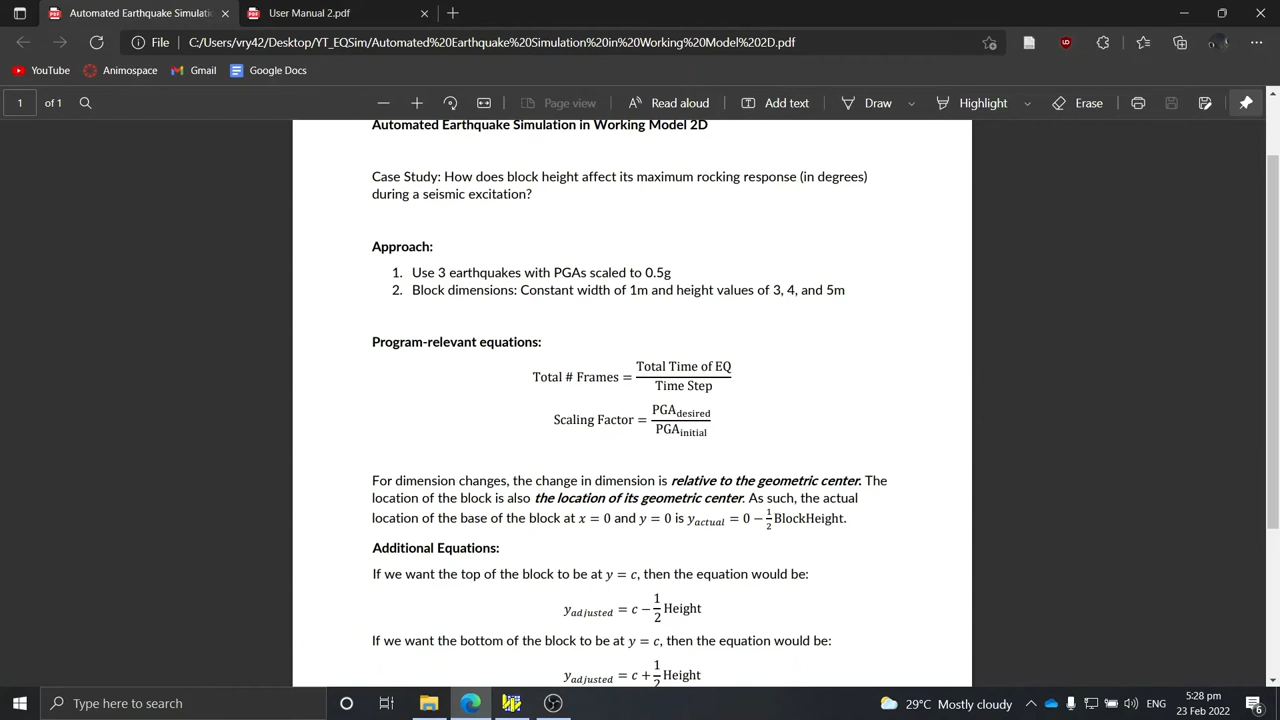 Automated Earthquake Simulati
User Manual 2.pdf
File C:/Users/vry42/Desktop/YT_EQSim/Automated%20Earthquake%20Simulation%20in%20Working%20Model%202D.pdf
YouTube Animospace Gmail Google Docs
1 of 1 Page view Read aloud Add text Draw Highlight Erase
Automated Earthquake Simulation in Working Model 2D
Case Study: How does block height affect its maximum rocking response (in degrees)
during a seismic excitation?
Approach:
1. Use 3 earthquakes with PGAs scaled to 0.5g
2. Block dimensions: Constant width of 1m and height values of 3, 4, and 5m
Program-relevant equations:
Total # Frames = Total Time of EQ / Time Step
Scaling Factor = PGA desired / PGA initial
For dimension changes, the change in dimension is relative to the geometric center. The
location of the block is also the location of its geometric center. As such, the actual
location of the base of the block at x = 0 and y = 0 is y actual = 0 − 1/2 BlockHeight.
Additional Equations:
If we want the top of the block to be at y = c, then the equation would be:
y adjusted = c − 1/2 Height
If we want the bottom of the block to be at y = c, then the equation would be:
y adjusted = c + 1/2 Height
Type here to search 29°C Mostly cloudy ENG 5:28 pm
23 Feb 2022 6